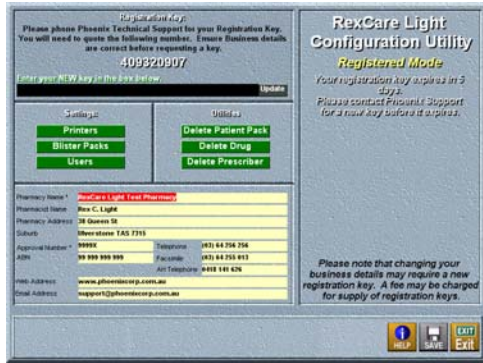 Registration Key:
Please phone Phoenix Technical Support for your Registration Key.
You will need to quote the following number. Ensure Business details
are correct before requesting a key.
409320907
Enter your NEW key in the box below.
Update
Settings:
Printers
Blister Packs
Users
Utilities
Delete Patient Pack
Delete Drug
Delete Prescriber
Pharmacy Name * RexCare Light Test Pharmacy
Pharmacist Name Rex C. Light
Pharmacy Address 38 Queen St
Suburb Ulverstone TAS 7315
Approval Number * 9999X Telephone (03) 64 256 256
ABN 99 999 999 999 Facsimile (03) 64 255 013
AH Telephone 0418 141 626
Web Address www.phoenixcorp.com.au
Email Address support@phoenixcorp.com.au
RexCare Light
Configuration Utility
Registered Mode
Your registration key expires in 5
days.
Please contact Phoenix Support
for a new key before it expires.
Please note that changing your
business details may require a new
registration key. A fee may be charged
for supply of registration keys.
HELP
SAVE
EXIT
Exit